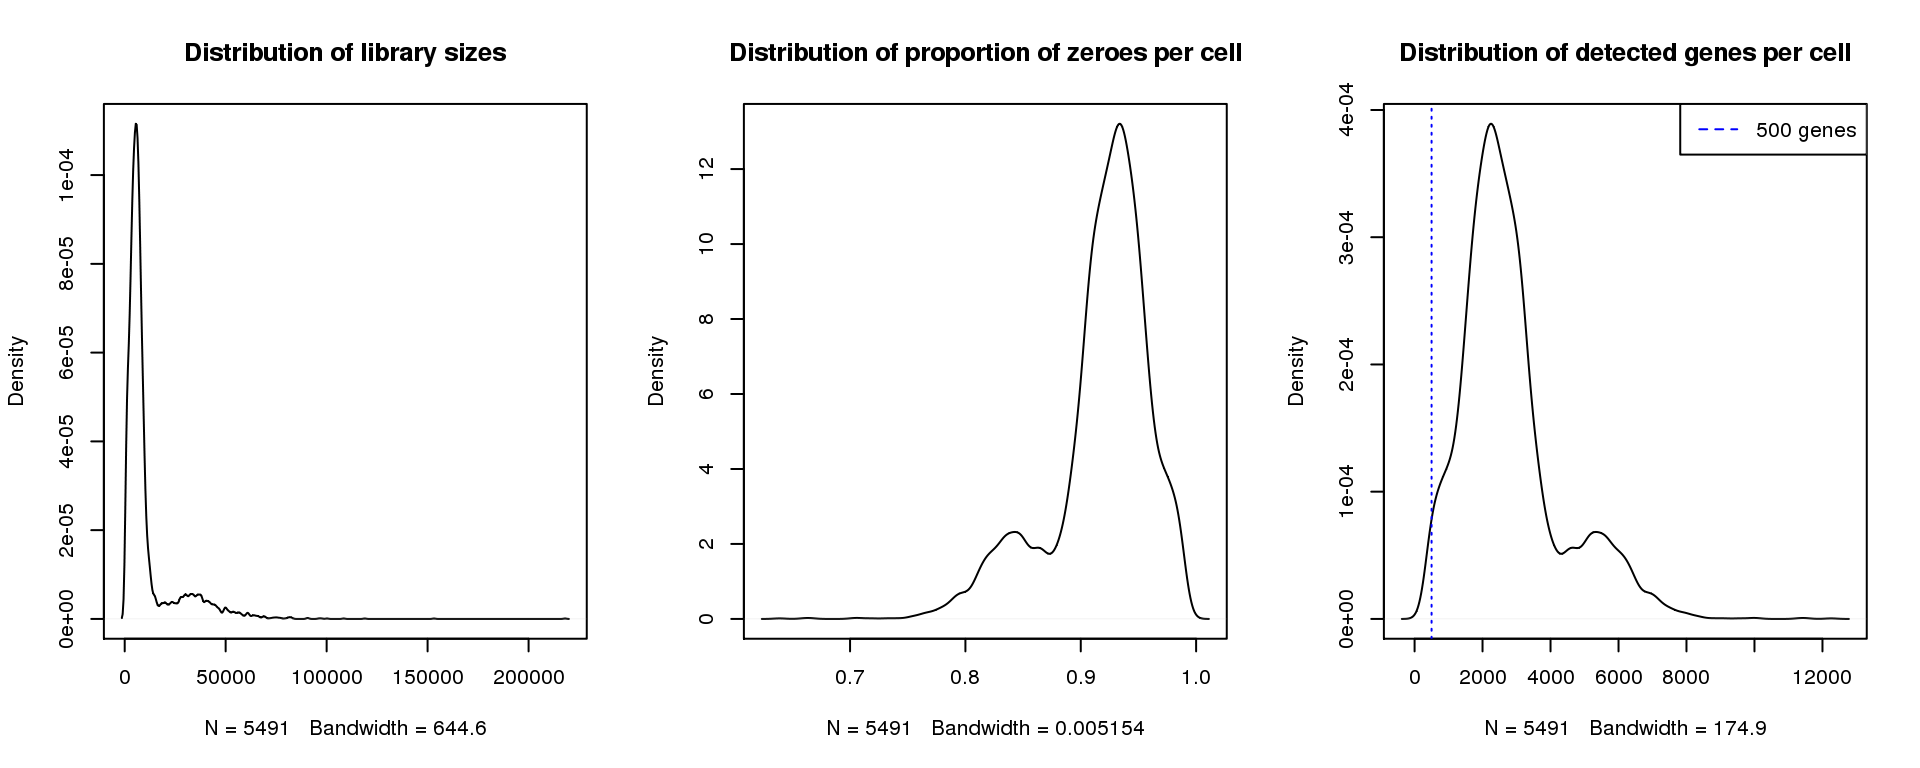 Distribution of library sizes
Density
0e+00
2e-05
4e-05
6e-05
8e-05
1e-04
0 50000 100000 150000 200000
N = 5491 Bandwidth = 644.6
Distribution of proportion of zeroes per cell
Density
0
2
4
6
8
10
12
0.7 0.8 0.9 1.0
N = 5491 Bandwidth = 0.005154
Distribution of detected genes per cell
500 genes
Density
0e+00
1e-04
2e-04
3e-04
4e-04
0 2000 4000 6000 8000 12000
N = 5491 Bandwidth = 174.9